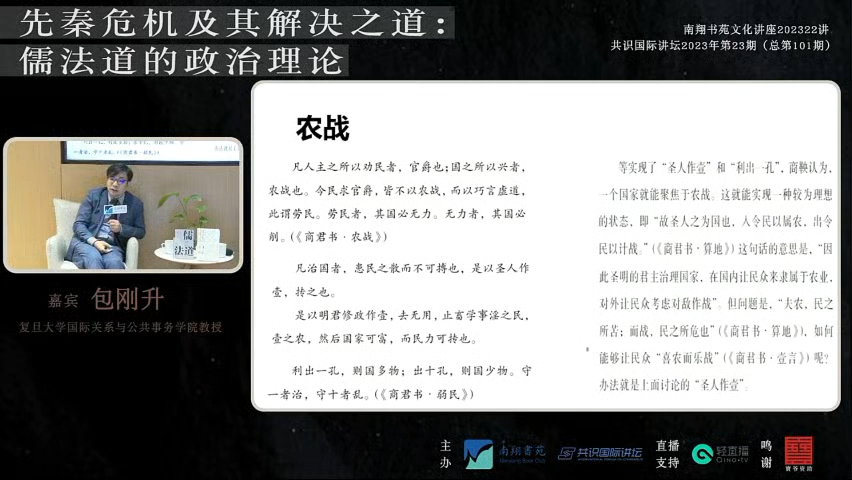 先秦危机及其解决之道：
儒法道的政治理论
南翔书苑文化讲座202322讲
共识国际讲坛2023年第23期（总第101期）
农战
凡人主之所以劝民者，官爵也；国之所以兴者，
农战也。今民求官爵，皆不以农战，而以巧言虚道，
此谓劳民。劳民者，其国必无力。无力者，其国必
削。(《商君书·农战》)
凡治国者，患民之散而不可抟也，是以圣人作
壹，抟之也。
是以明君修政作壹，去无用，止畜学事淫之民，
壹之农，然后国家可富，而民力可抟也。
利出一孔，则国多物；出十孔，则国少物。守
一者治，守十者乱。(《商君书·弱民》)
等实现了“圣人作壹”和“利出一孔”，商鞅认为，
一个国家就能聚焦于农战。这就能实现一种较为理想
的状态，即“故圣人之为国也，入令民以属农，出令
民以计战。”(《商君书·算地》)这句话的意思是，“因
此圣明的君主治理国家，在国内让民众来隶属于农业，
对外让民众考虑对敌作战”。但问题是，“夫农，民之
所苦；而战，民之所危也”(《商君书·算地》)，如何
能够让民众“喜农而乐战”(《商君书·壹言》)呢？
办法就是上面讨论的“圣人作壹”。
儒
法道
嘉宾 包刚升
复旦大学国际关系与公共事务学院教授
主办
南翔書苑
共识国际讲坛
直播支持
轻直播
Qing·tv
鸣谢